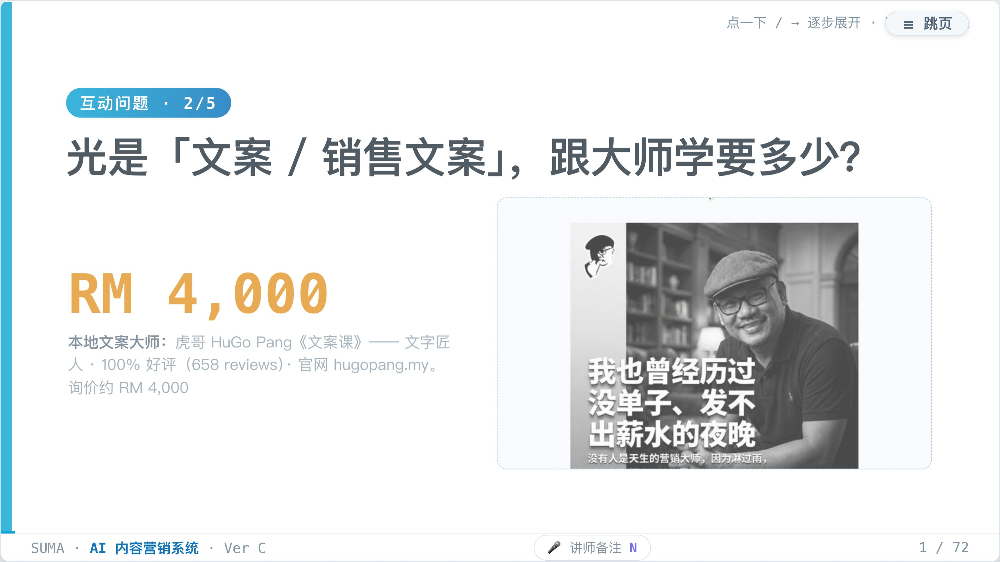 点一下 / → 逐步展开 ·
≡ 跳页
互动问题 · 2/5
光是「文案 / 销售文案」，跟大师学要多少？
RM 4,000
本地文案大师：虎哥 HuGo Pang《文案课》—— 文字匠
人 · 100% 好评（658 reviews）· 官网 hugopang.my。
询价约 RM 4,000
我也曾经历过
没单子、发不
出薪水的夜晚
没有人是天生的营销大师，因为淋过雨，
SUMA · AI 内容营销系统 · Ver C
讲师备注 N
1 / 72